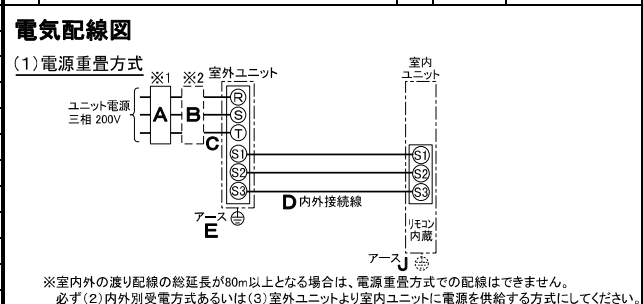 電気配線図
(1)電源重畳方式
※1 ※2 室外ユニット
室内
ユニット
ユニット電源
三相 200V
A
B
C
R
S
T
S1
S2
S3
S1
S2
S3
D 内外接続線
アース
E
リモコン
内蔵
アース J
※室内外の渡り配線の総延長が80m以上となる場合は、電源重畳方式での配線はできません。
必ず(2)内外別受電方式あるいは(3)室外ユニットより室内ユニットに電源を供給する方式にしてください。